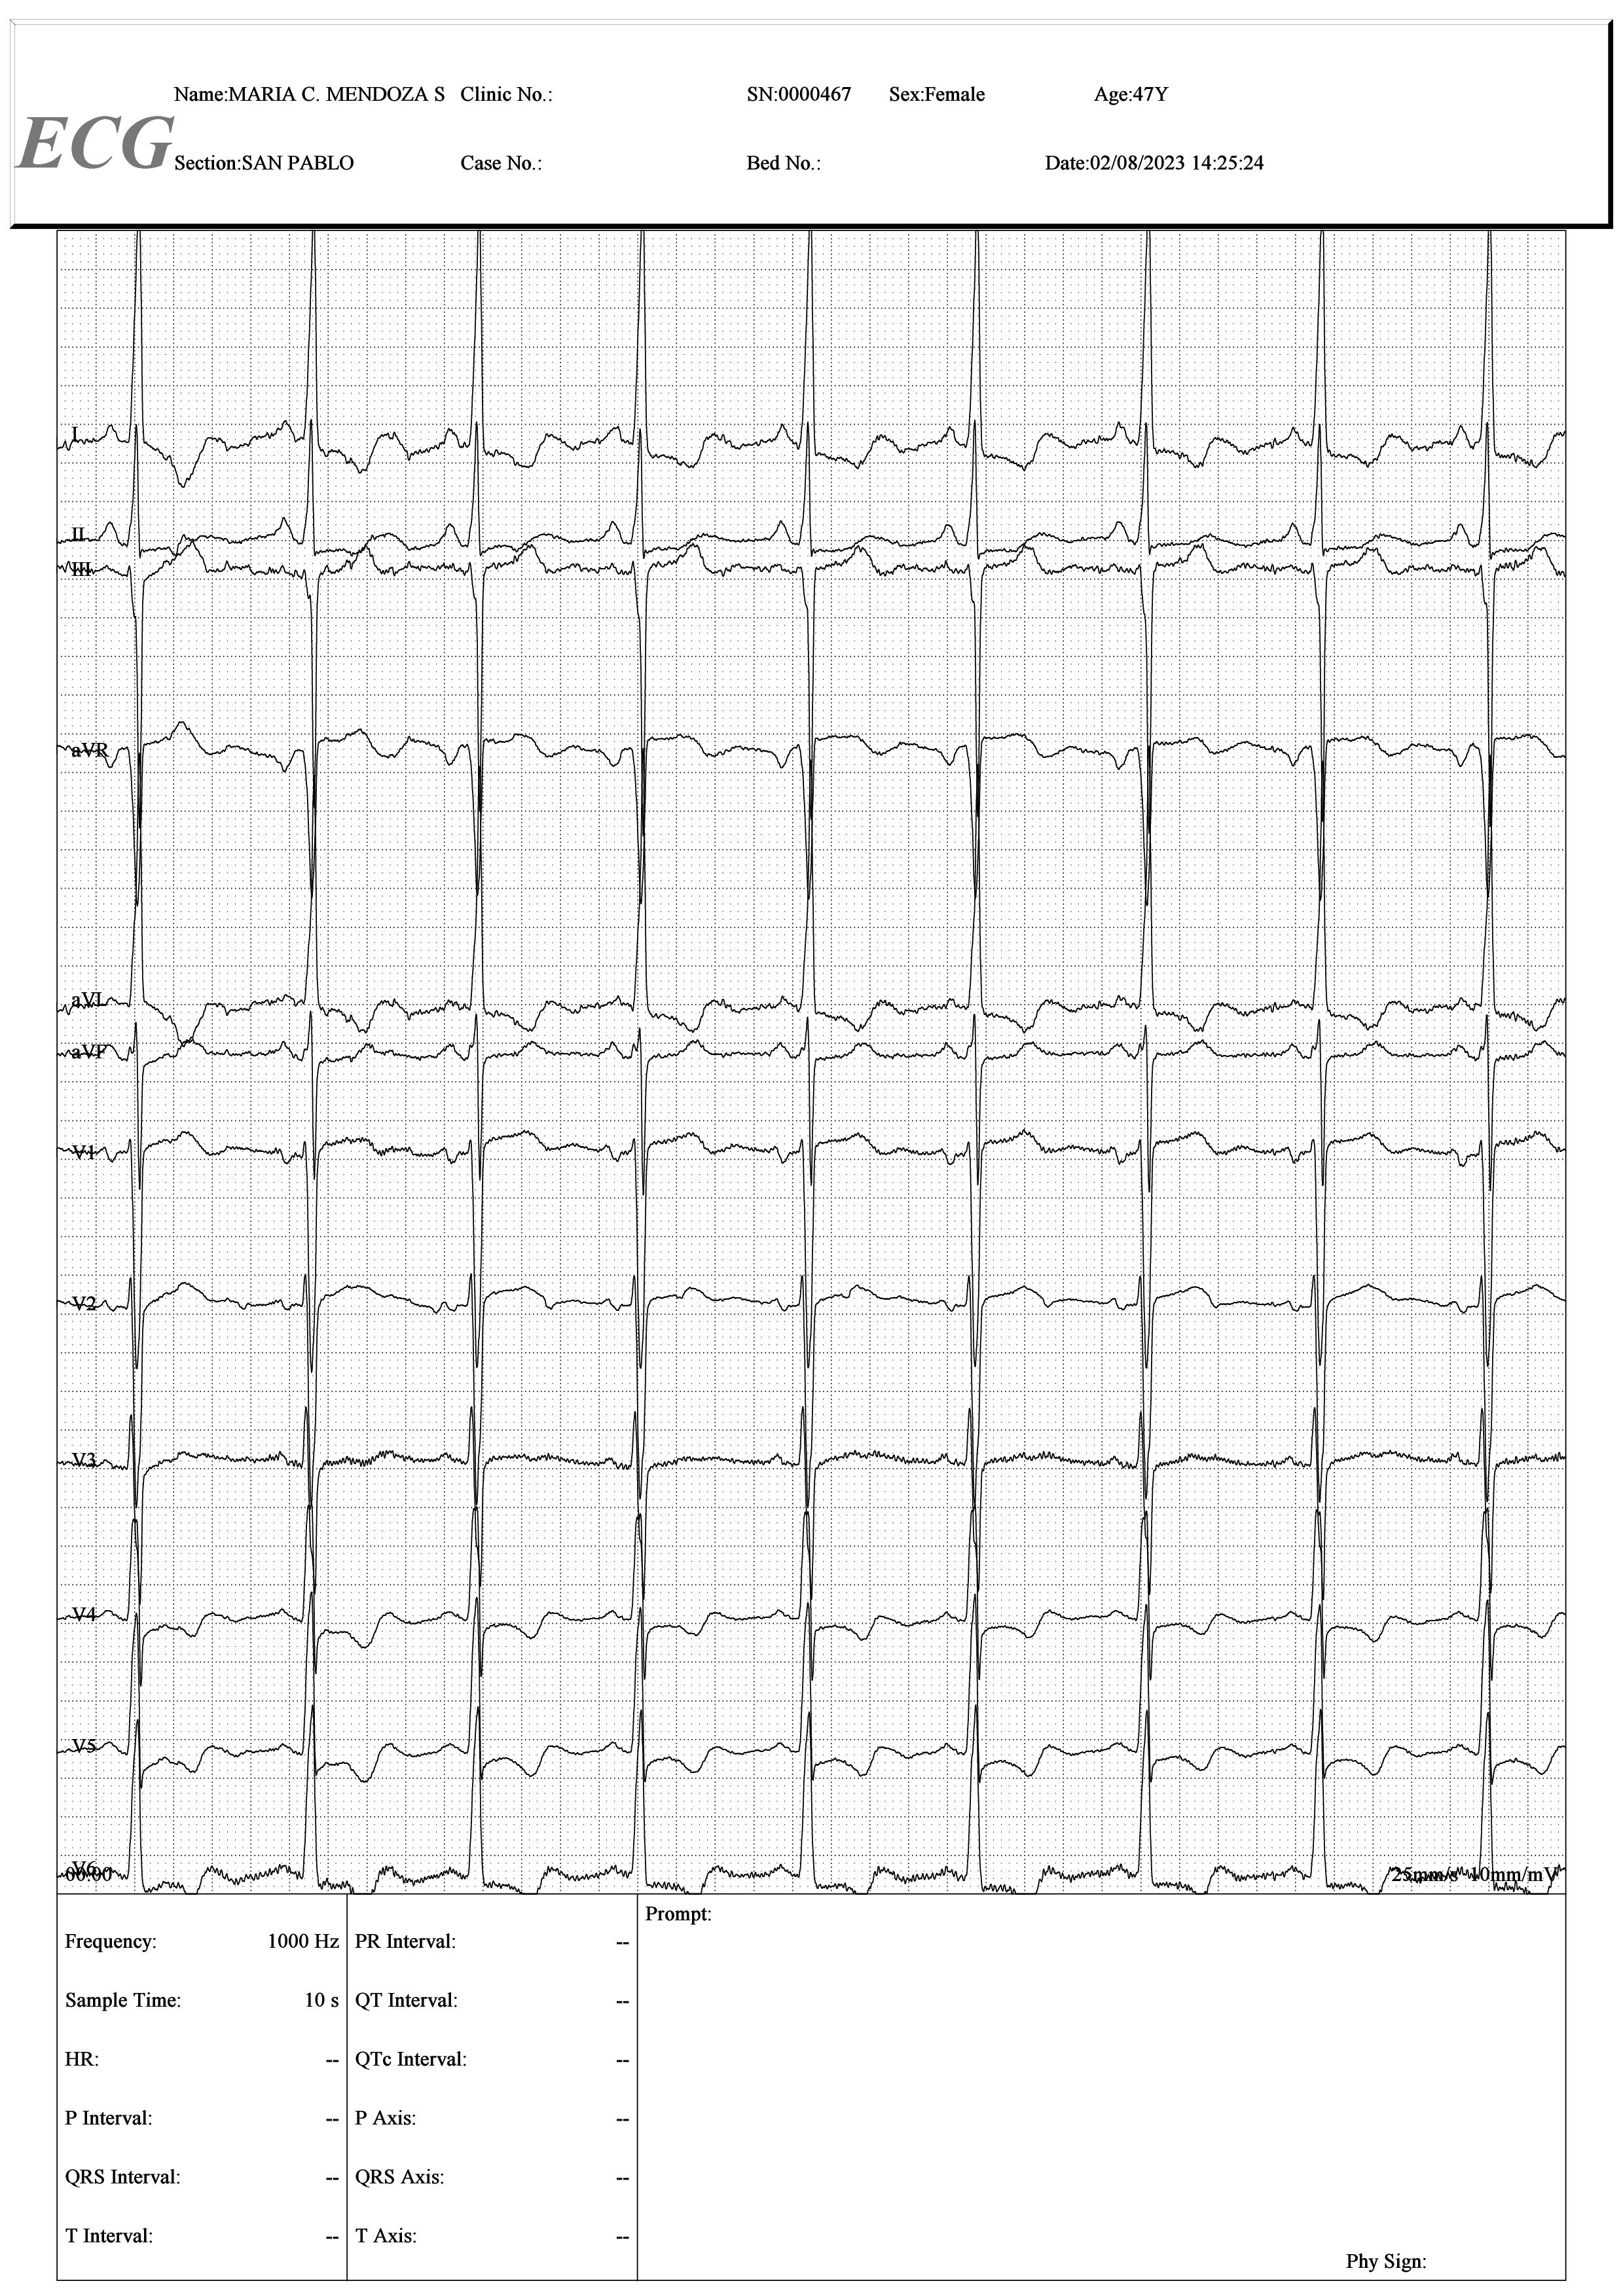 Name:MARIA C. MENDOZA S Clinic No.: SN:0000467 Sex:Female Age:47Y
ECG
Section:SAN PABLO Case No.: Bed No.: Date:02/08/2023 14:25:24
I
II
III
aVR
aVL
aVF
V1
V2
V3
V4
V5
V6
00:00 25mm/s 10mm/mV
Prompt:
Frequency: 1000 Hz PR Interval: --
Sample Time: 10 s QT Interval: --
HR: -- QTc Interval: --
P Interval: -- P Axis: --
QRS Interval: -- QRS Axis: --
T Interval: -- T Axis: --
Phy Sign: